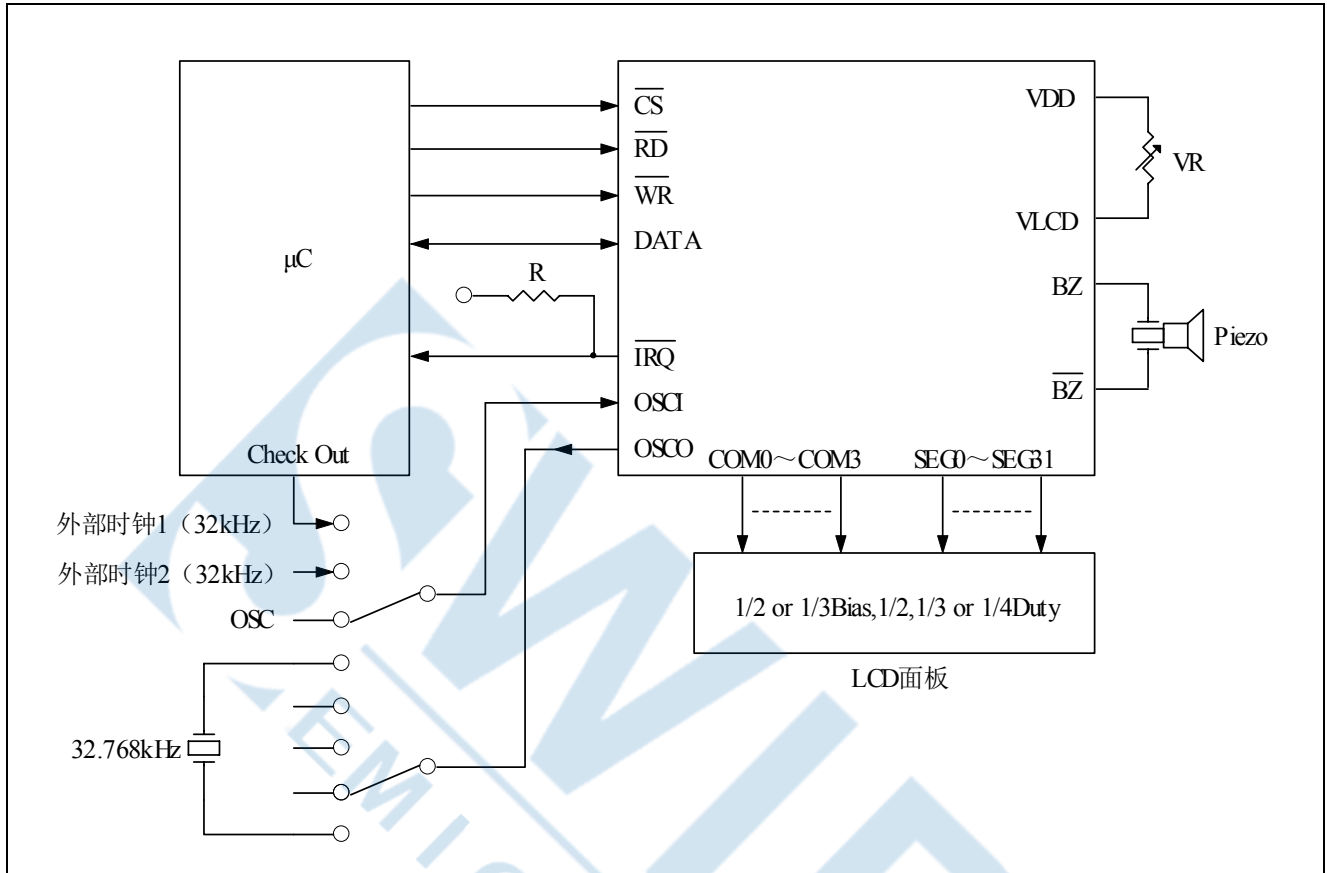 CS
RD
WR
DATA
IRQ
OSCI
OSCO
μC
R
Check Out
VDD
VR
VLCD
BZ
Piezo
BZ
COM0～COM3
SEG0～SEG31
外部时钟1（32kHz）
外部时钟2（32kHz）
OSC
32.768kHz
1/2 or 1/3Bias,1/2,1/3 or 1/4Duty
LCD面板